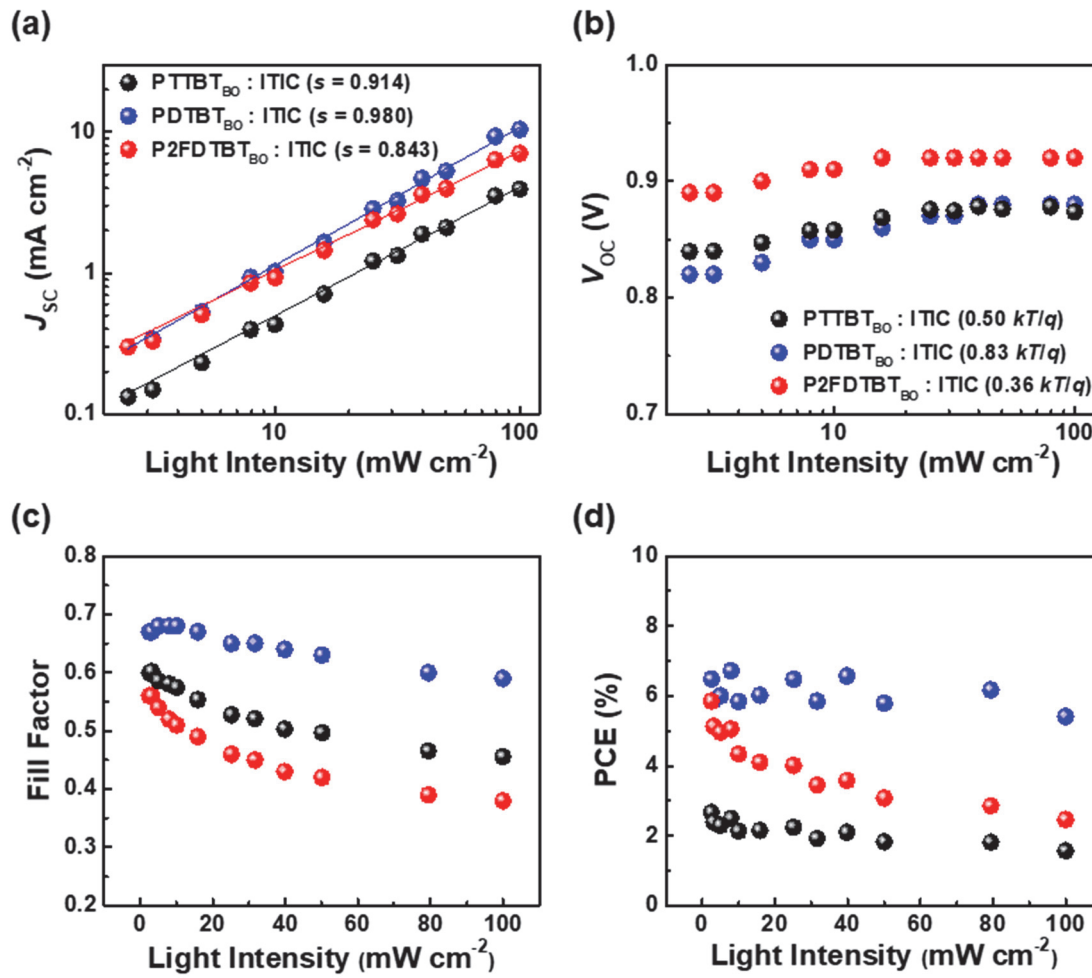 (a)
PTTBT_BO : ITIC (s = 0.914)
PDTBT_BO : ITIC (s = 0.980)
P2FDTBT_BO : ITIC (s = 0.843)
10
1
0.1
J_SC (mA cm⁻²)
10
100
Light Intensity (mW cm⁻²)
(b)
1.0
0.9
0.8
0.7
V_OC (V)
PTTBT_BO : ITIC (0.50 kT/q)
PDTBT_BO : ITIC (0.83 kT/q)
P2FDTBT_BO : ITIC (0.36 kT/q)
10
100
Light Intensity (mW cm⁻²)
(c)
0.8
0.7
0.6
0.5
0.4
0.3
0.2
Fill Factor
0 20 40 60 80 100
Light Intensity (mW cm⁻²)
(d)
10
8
6
4
2
0
PCE (%)
0 20 40 60 80 100
Light Intensity (mW cm⁻²)